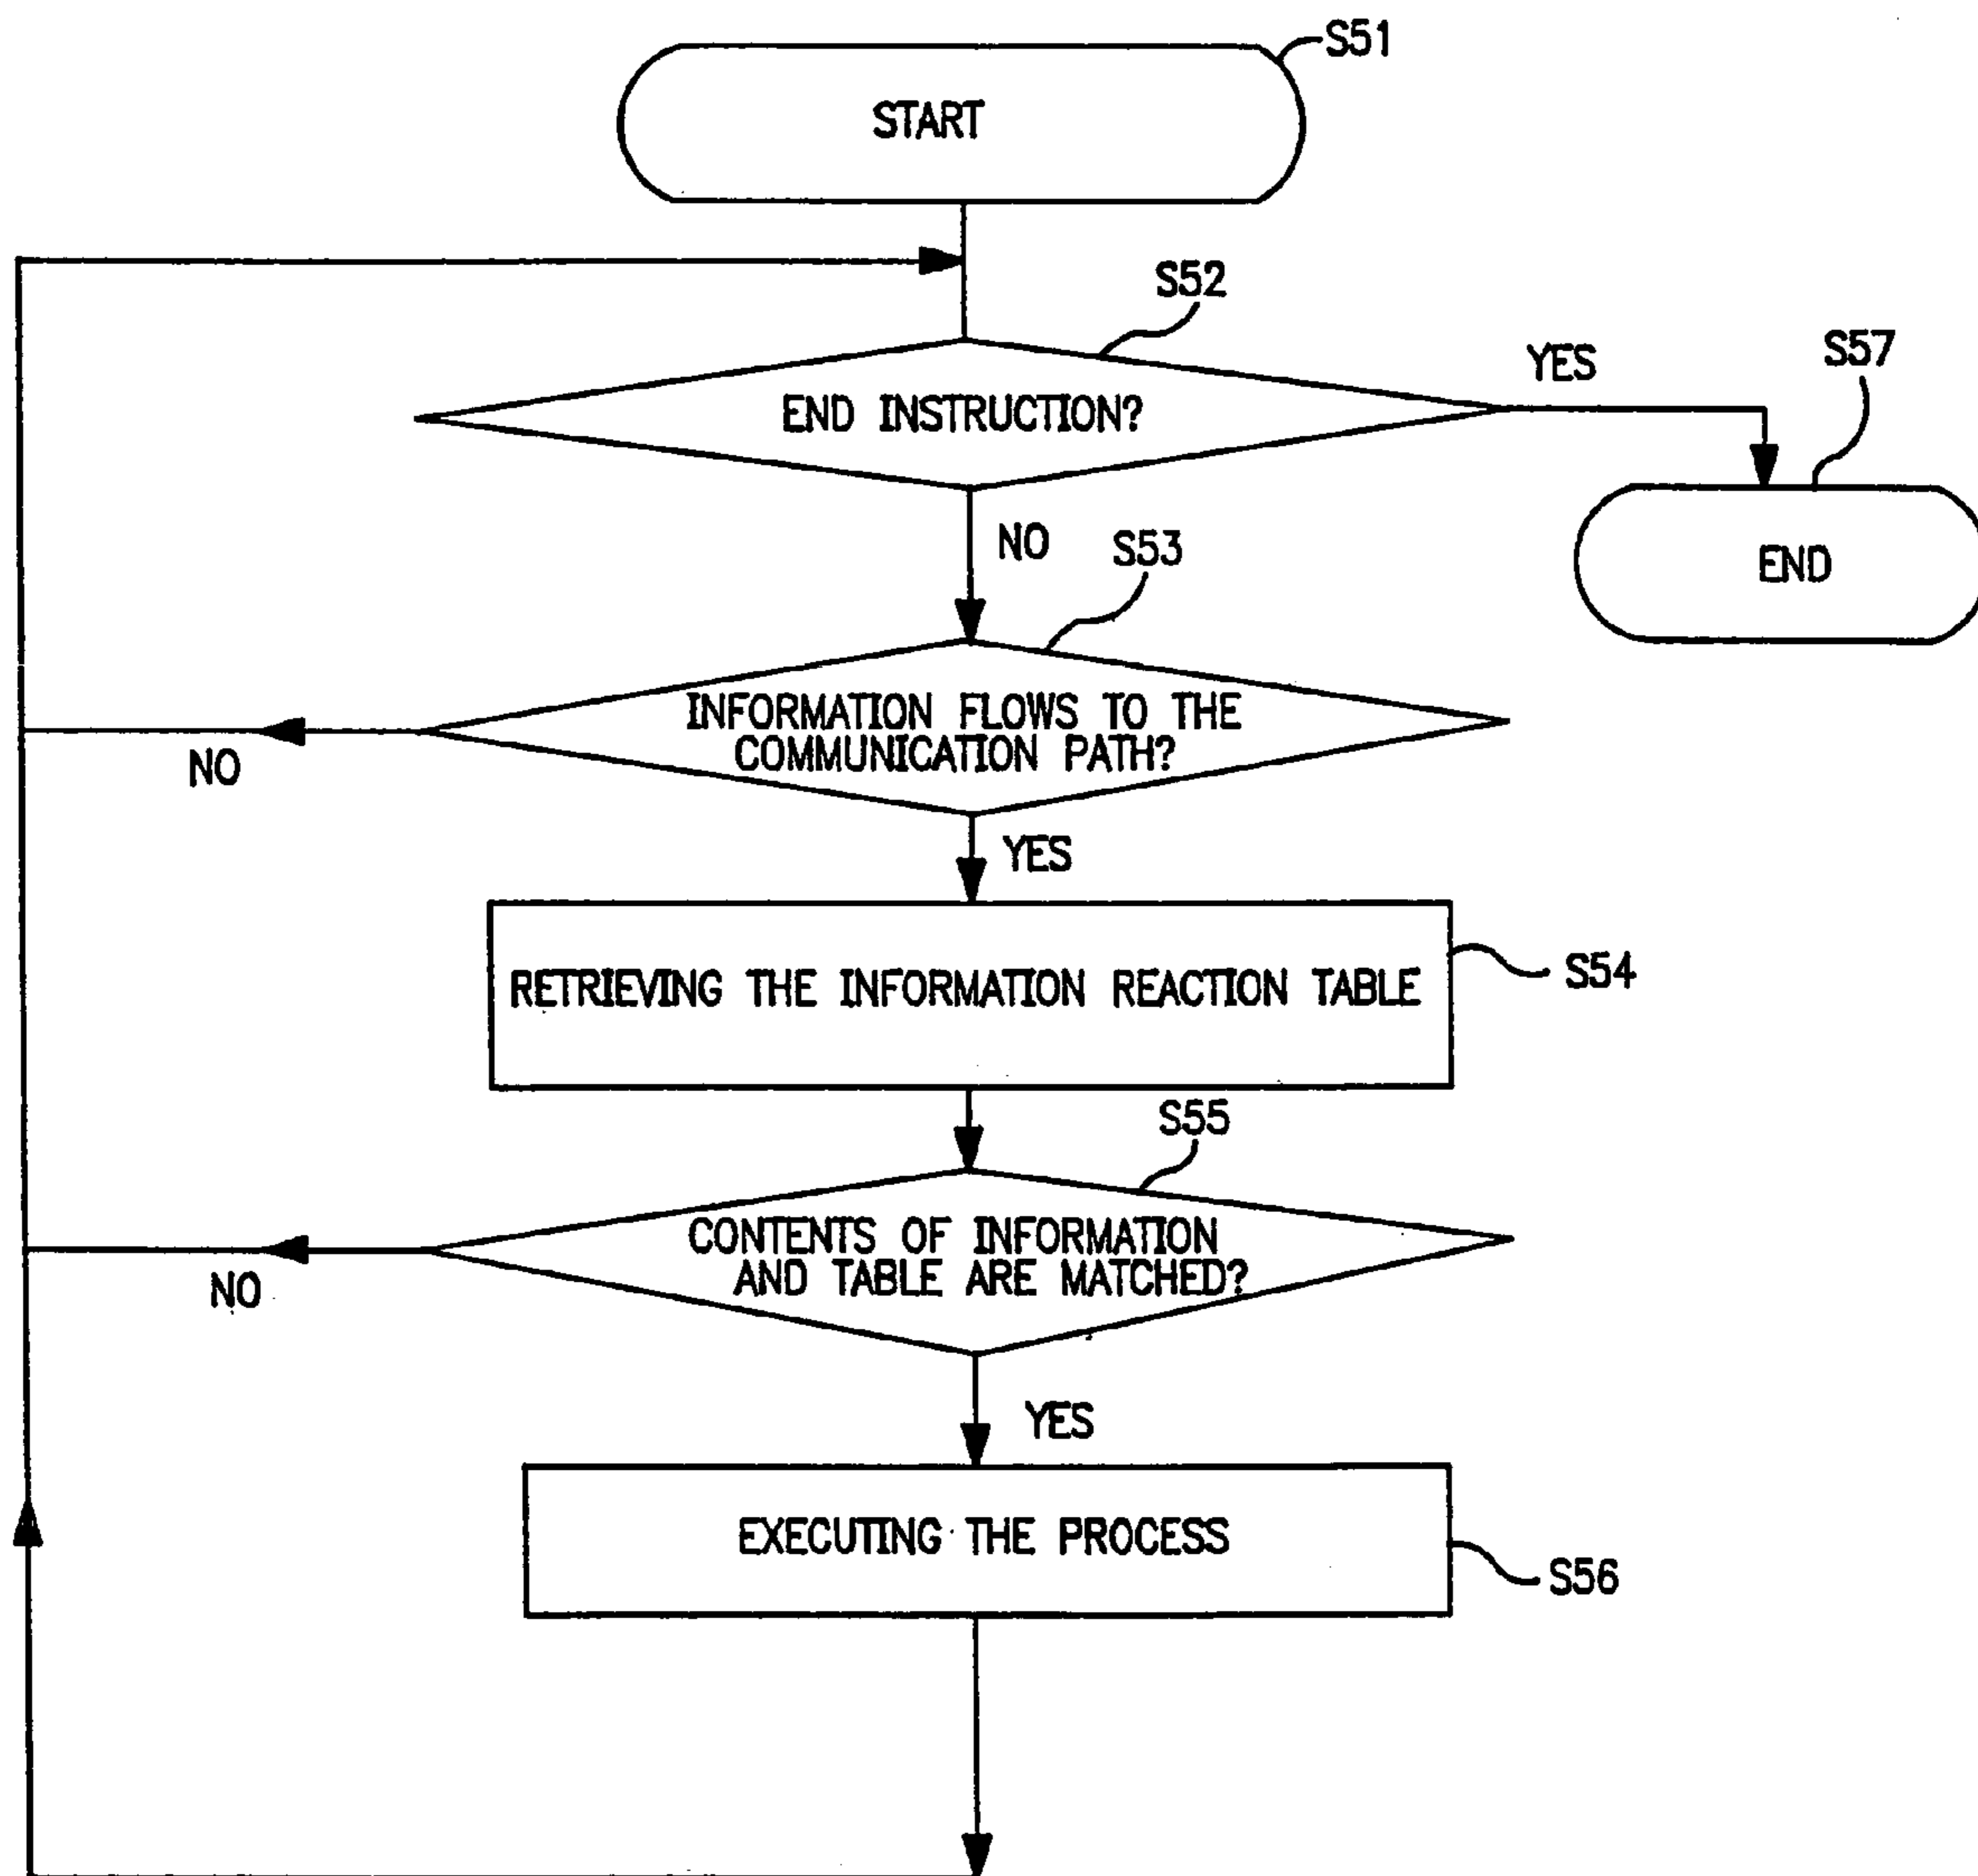 S51
START
S52
END INSTRUCTION?
YES
S57
END
NO
S53
INFORMATION FLOWS TO THE
COMMUNICATION PATH?
NO
YES
RETRIEVING THE INFORMATION REACTION TABLE
S54
S55
CONTENTS OF INFORMATION
AND TABLE ARE MATCHED?
NO
YES
EXECUTING THE PROCESS
S56